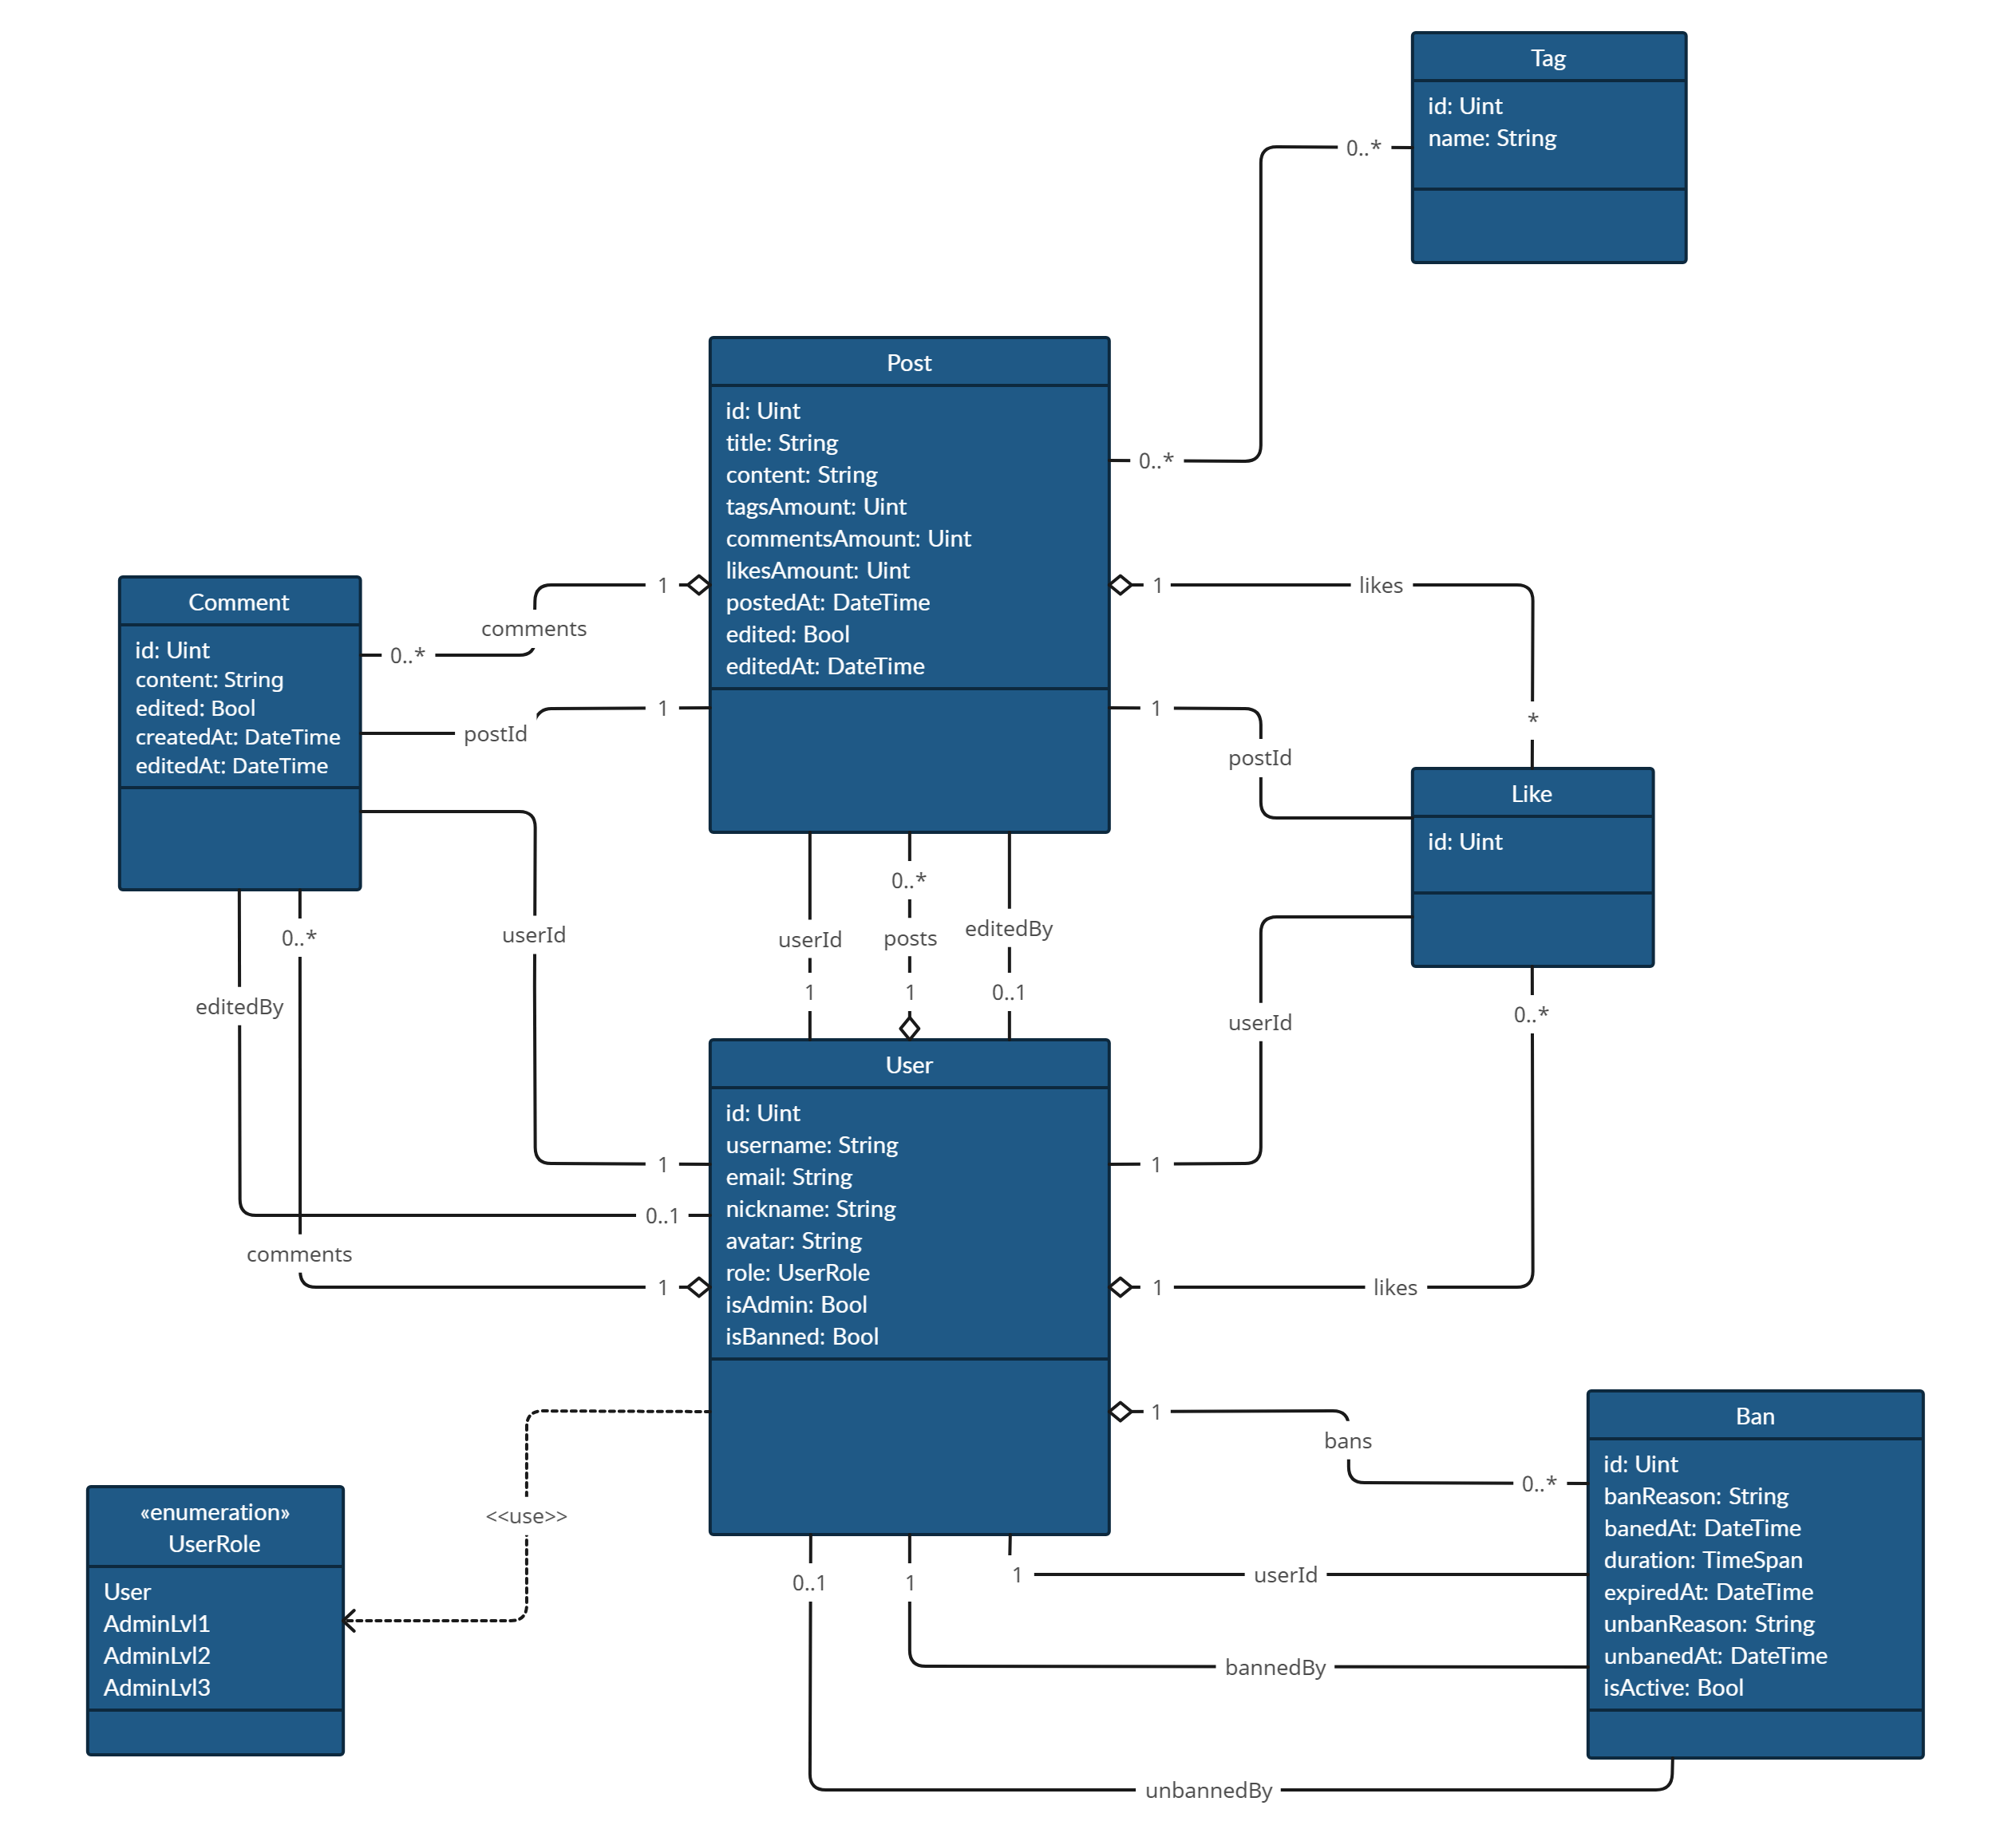 Tag
id: Uint
name: String
0..*
Post
id: Uint
title: String
content: String
tagsAmount: Uint
commentsAmount: Uint
likesAmount: Uint
postedAt: DateTime
edited: Bool
editedAt: DateTime
0..*
Comment
id: Uint
content: String
edited: Bool
createdAt: DateTime
editedAt: DateTime
1
comments
0..*
1
postId
1
likes
*
1
postId
Like
id: Uint
0..*
editedBy
userId
userId
1
0..*
posts
1
editedBy
0..1
userId
0..*
User
id: Uint
username: String
email: String
nickname: String
avatar: String
role: UserRole
isAdmin: Bool
isBanned: Bool
1
0..1
comments
1
1
1
likes
1
bans
0..*
<<use>>
«enumeration»
UserRole
User
AdminLvl1
AdminLvl2
AdminLvl3
Ban
id: Uint
banReason: String
banedAt: DateTime
duration: TimeSpan
expiredAt: DateTime
unbanReason: String
unbanedAt: DateTime
isActive: Bool
0..1
1
1
userId
bannedBy
unbannedBy